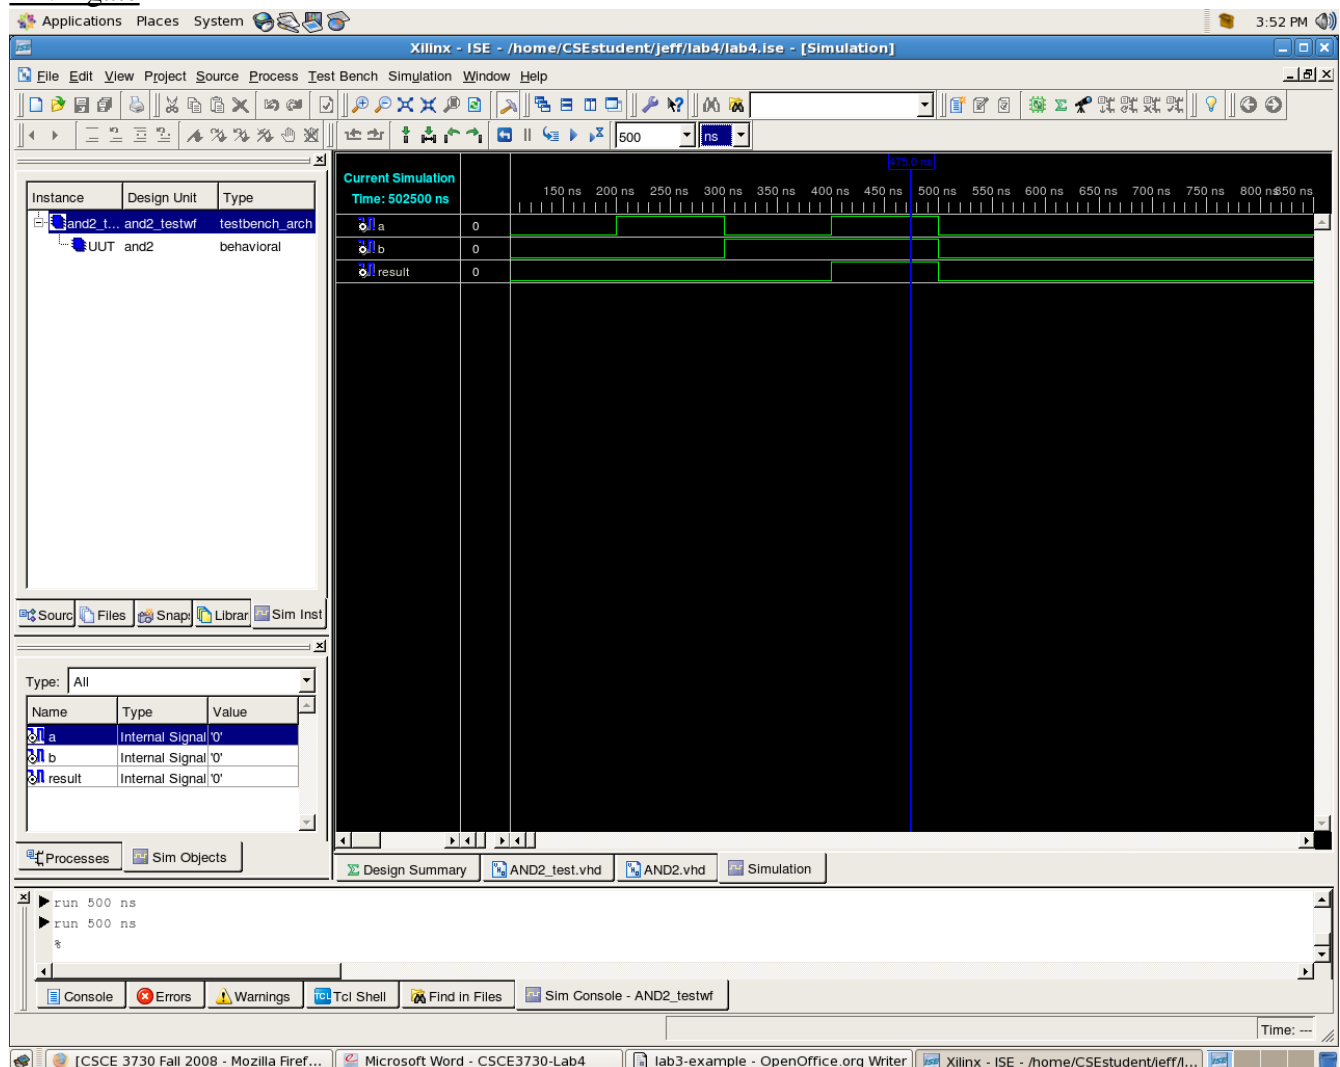 Applications Places System 3:52 PM
Xilinx - ISE - /home/CSEstudent/jeff/lab4/lab4.ise - [Simulation]
File Edit View Project Source Process Test Bench Simulation Window Help
500 ns
475.0 ns
Current Simulation
Time: 502500 ns
150 ns 200 ns 250 ns 300 ns 350 ns 400 ns 450 ns 500 ns 550 ns 600 ns 650 ns 700 ns 750 ns 800 ns 850 ns
Instance Design Unit Type
and2_t... and2_testwf testbench_arch
UUT and2 behavioral
a 0
b 0
result 0
Sourc Files Snap Librar Sim Inst
Type: All
Name Type Value
a Internal Signal '0'
b Internal Signal '0'
result Internal Signal '0'
Processes Sim Objects
Design Summary AND2_test.vhd AND2.vhd Simulation
run 500 ns
run 500 ns
%
Console Errors Warnings TCL Tcl Shell Find in Files Sim Console - AND2_testwf
Time: ---
[CSCE 3730 Fall 2008 - Mozilla Firef... Microsoft Word - CSCE3730-Lab4 lab3-example - OpenOffice.org Writer Xilinx - ISE - /home/CSEstudent/jeff/l...